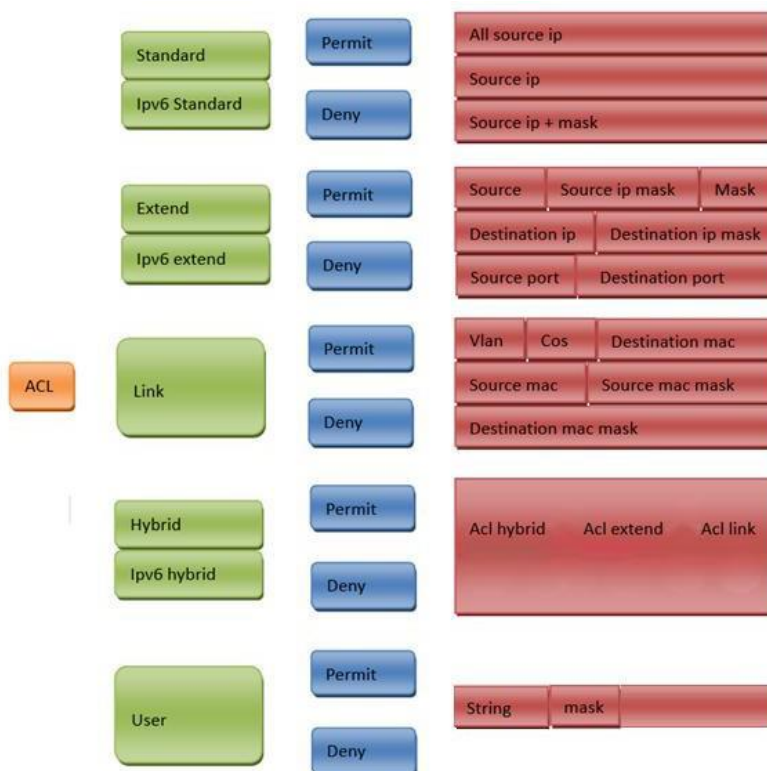 Standard
Ipv6 Standard
Permit
Deny
All source ip
Source ip
Source ip + mask
Extend
Ipv6 extend
Permit
Deny
Source Source ip mask Mask
Destination ip Destination ip mask
Source port Destination port
ACL
Link
Permit
Deny
Vlan Cos Destination mac
Source mac Source mac mask
Destination mac mask
Hybrid
Ipv6 hybrid
Permit
Deny
Acl hybrid Acl extend Acl link
User
Permit
Deny
String mask